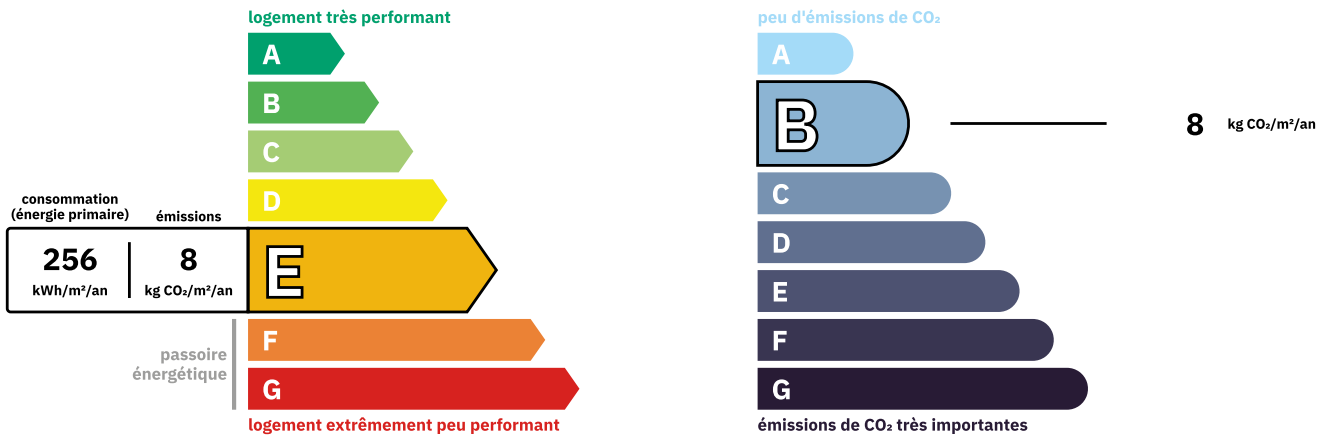 logement très performant
A
B
C
D
consommation
(énergie primaire)
émissions
256
kWh/m²/an
8
kg CO₂/m²/an
E
passoire
énergétique
F
G
logement extrêmement peu performant
peu d'émissions de CO₂
A
B
8 kg CO₂/m²/an
C
D
E
F
G
émissions de CO₂ très importantes